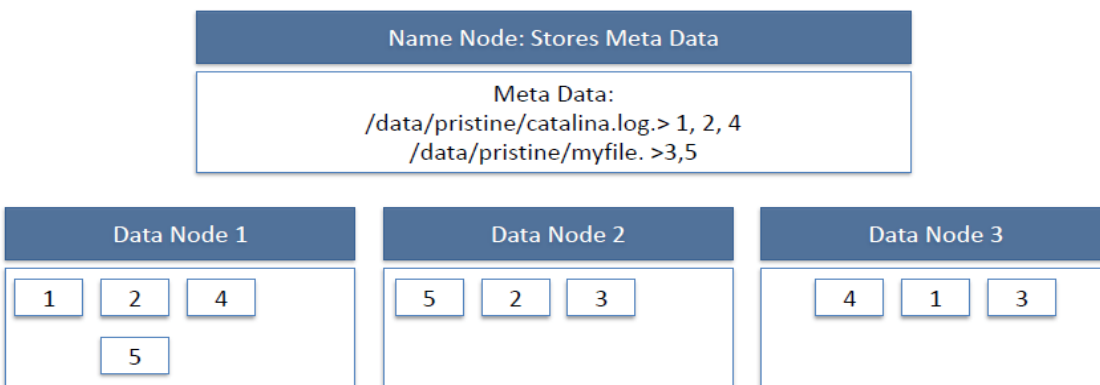 Name Node: Stores Meta Data
Meta Data:
/data/pristine/catalina.log.> 1, 2, 4
/data/pristine/myfile. >3,5
Data Node 1
Data Node 2
Data Node 3
1 2 4
5
5 2 3
4 1 3